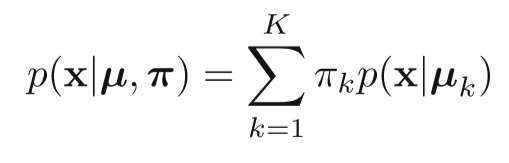 p(𝐱|𝝁, 𝝅) = ∑_{k=1}^{K} π_k p(𝐱|𝝁_k)